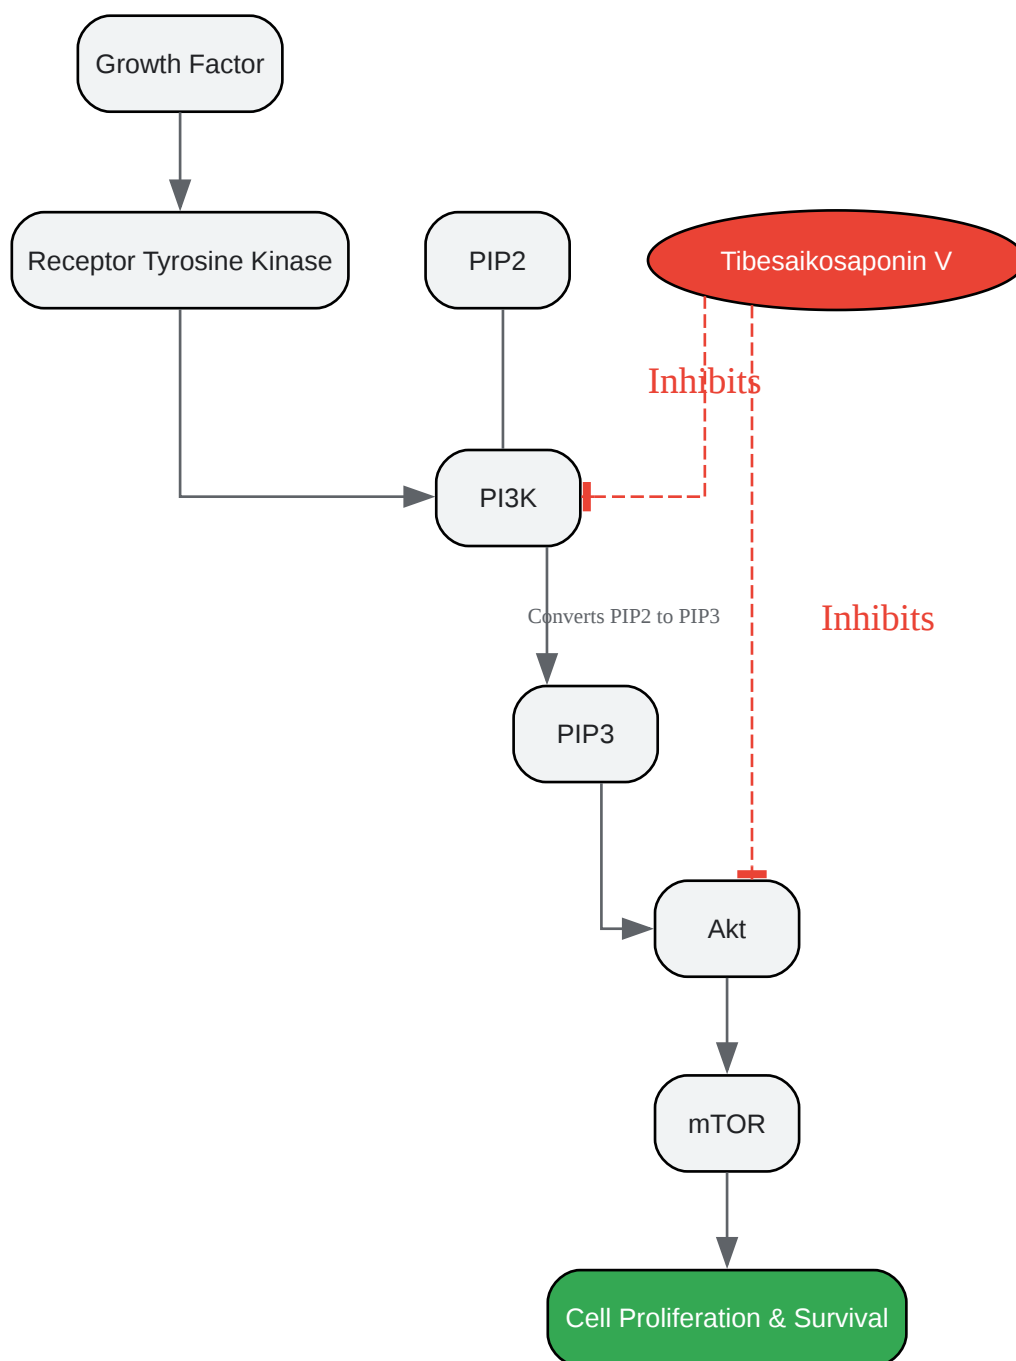 Growth Factor
Receptor Tyrosine Kinase
PIP2
Tibesaikosaponin V
Inhibits
PI3K
Converts PIP2 to PIP3
Inhibits
PIP3
Akt
mTOR
Cell Proliferation & Survival